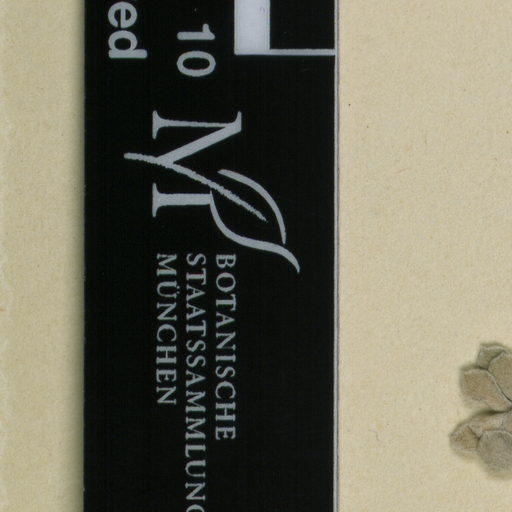 ed
10
M
BOTANISCHE
STAATSSAMMLUNG
MÜNCHEN